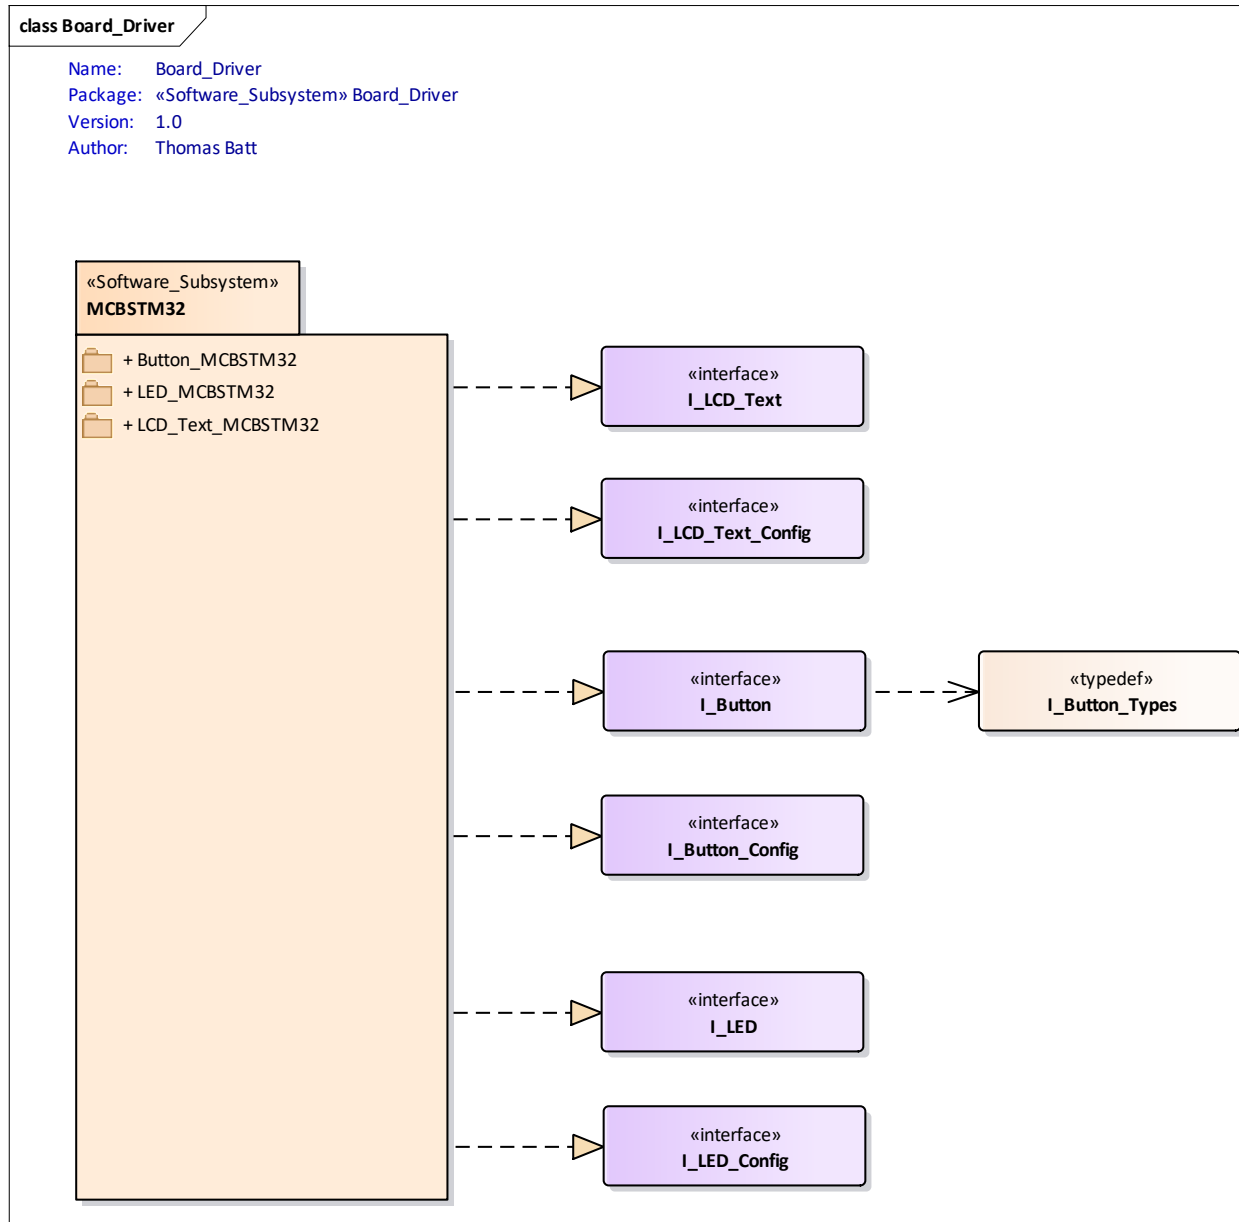 class Board_Driver
Name: Board_Driver
Package: «Software_Subsystem» Board_Driver
Version: 1.0
Author: Thomas Batt
«Software_Subsystem»
MCBSTM32
+ Button_MCBSTM32
+ LED_MCBSTM32
+ LCD_Text_MCBSTM32
«interface»
I_LCD_Text
«interface»
I_LCD_Text_Config
«interface»
I_Button
«typedef»
I_Button_Types
«interface»
I_Button_Config
«interface»
I_LED
«interface»
I_LED_Config